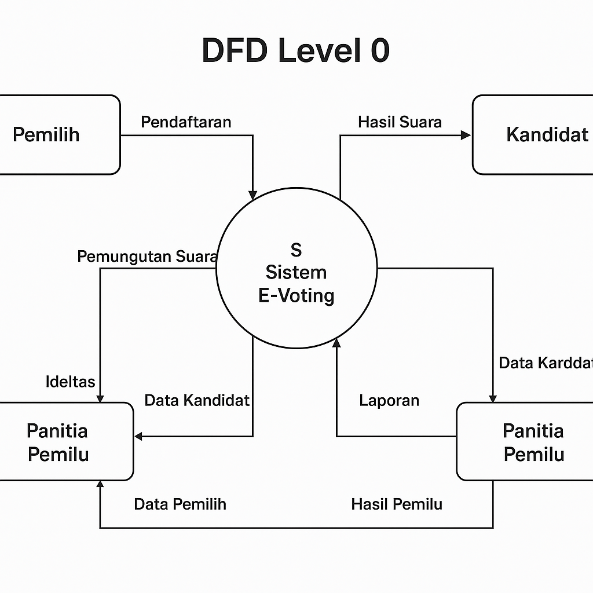 DFD Level 0
Pemilih
Pendaftaran
Hasil Suara
Kandidat
Pemungutan Suara
S
Sistem
E-Voting
Ideltas
Data Kandidat
Laporan
Data Karddat
Panitia
Pemilu
Panitia
Pemilu
Data Pemilih
Hasil Pemilu